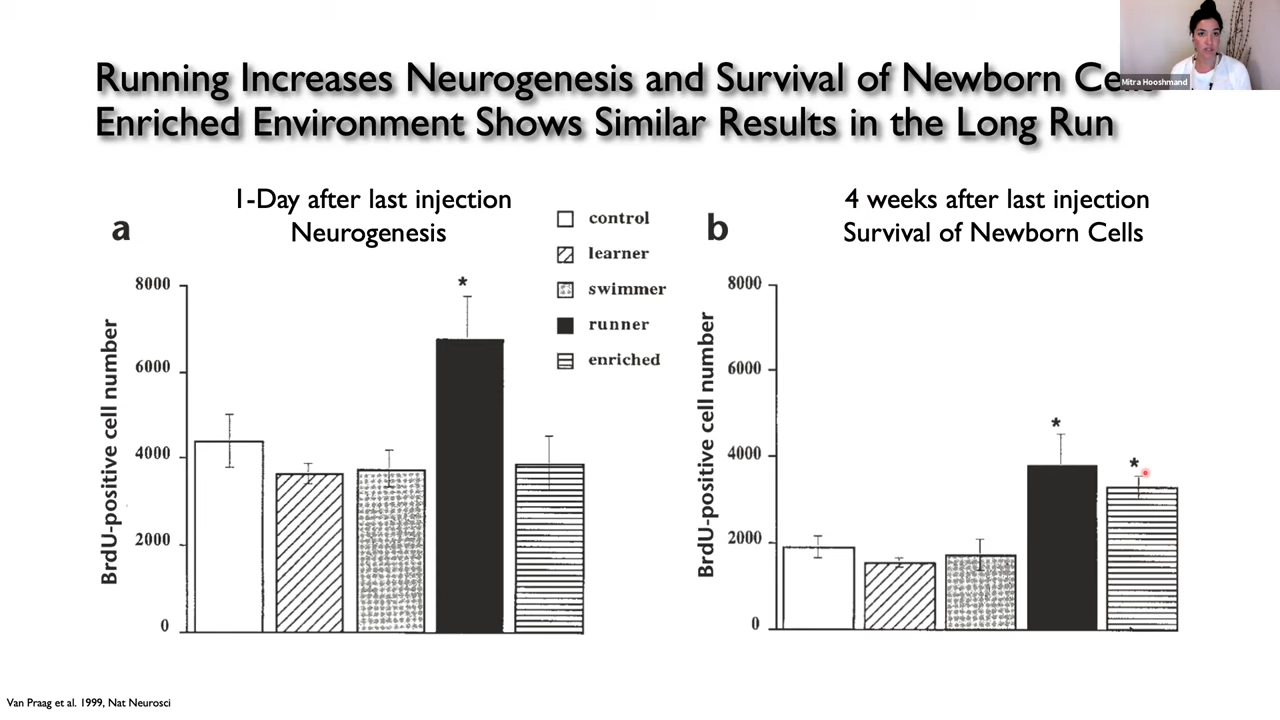 Running Increases Neurogenesis and Survival of Newborn
Enriched Environment Shows Similar Results in the Long Run
Mitra Hooshmand
1-Day after last injection
Neurogenesis
a
control
learner
swimmer
runner
enriched
BrdU-positive cell number
8000
6000
4000
2000
0
*
4 weeks after last injection
Survival of Newborn Cells
b
BrdU-positive cell number
8000
6000
4000
2000
0
*
*
Van Praag et al. 1999, Nat Neurosci